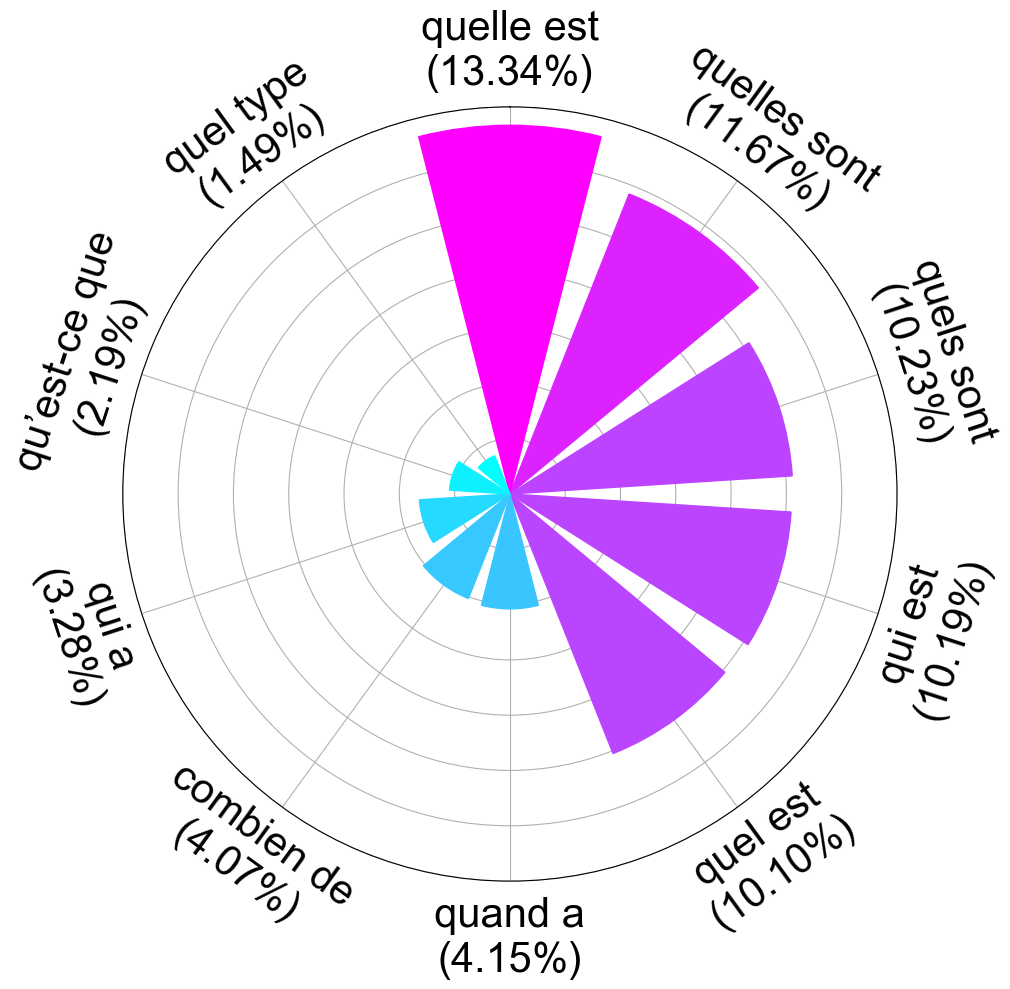 quelle est
(13.34%)
quelles sont
(11.67%)
quels sont
(10.23%)
qui est
(10.19%)
quel est
(10.10%)
quand a
(4.15%)
combien de
(4.07%)
qui a
(3.28%)
qu’est-ce que
(2. 19%)
quel type
(1.49%)